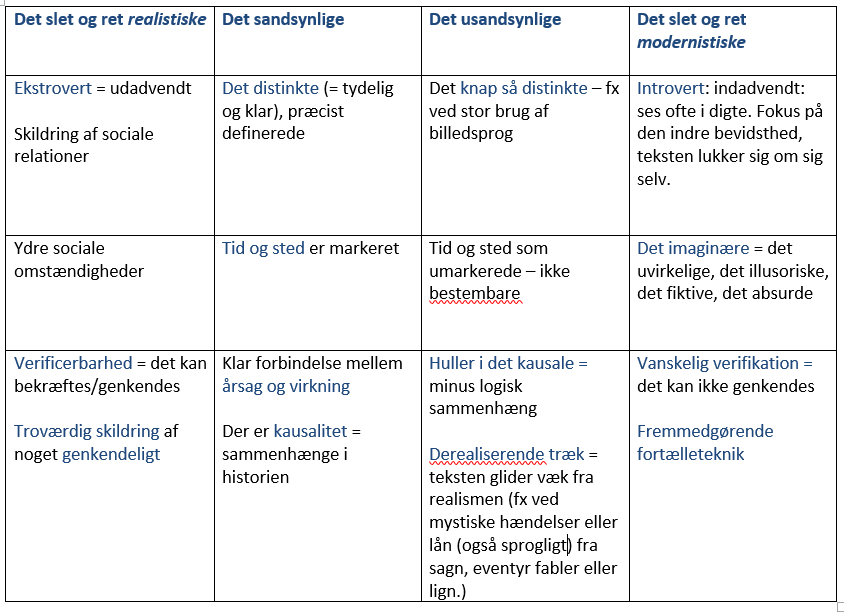 Det slet og ret realistiske
Det sandsynlige
Det usandsynlige
Det slet og ret
modernistiske
Ekstrovert = udadvendt
Skildring af sociale
relationer
Det distinkte (= tydelig
og klar), præcist
definerede
Det knap så distinkte – fx
ved stor brug af
billedsprog
Introvert: indadvendt:
ses ofte i digte. Fokus på
den indre bevidsthed,
teksten lukker sig om sig
selv.
Ydre sociale
omstændigheder
Tid og sted er markeret
Tid og sted som
umarkerede – ikke
bestembare
Det imaginære = det
uvirkelige, det illusoriske,
det fiktive, det absurde
Verificerbarhed = det kan
bekræftes/genkendes
Troværdig skildring af
noget genkendeligt
Klar forbindelse mellem
årsag og virkning
Der er kausalitet =
sammenhænge i
historien
Huller i det kausale =
minus logisk
sammenhæng
Derealiserende træk =
teksten glider væk fra
realismen (fx ved
mystiske hændelser eller
lån (også sprogligt) fra
sagn, eventyr fabler eller
lign.)
Vanskelig verifikation =
det kan ikke genkendes
Fremmedgørende
fortælleteknik